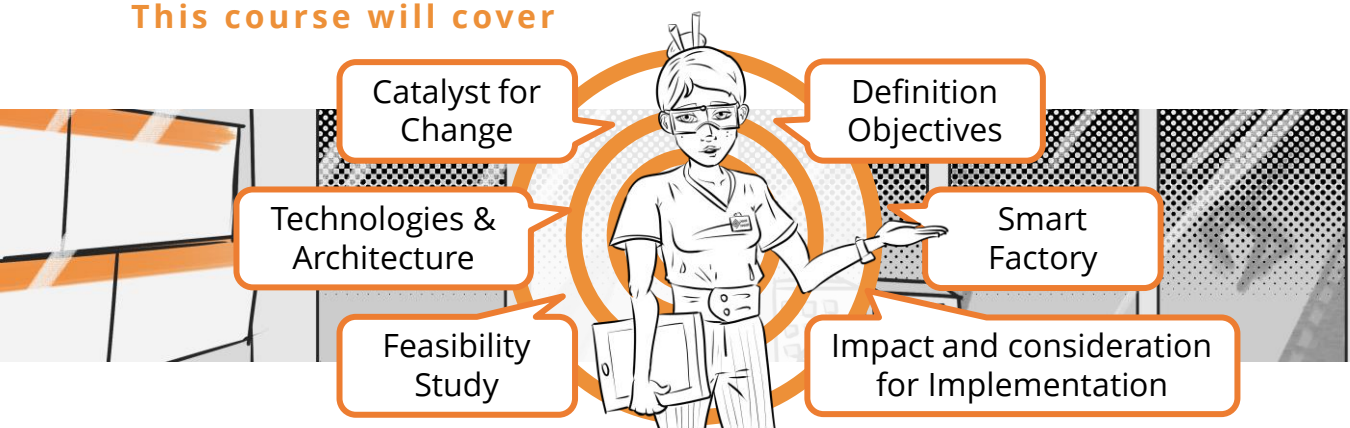 This course will cover
Catalyst for
Change
Definition
Objectives
Technologies &
Architecture
Smart
Factory
Feasibility
Study
Impact and consideration
for Implementation